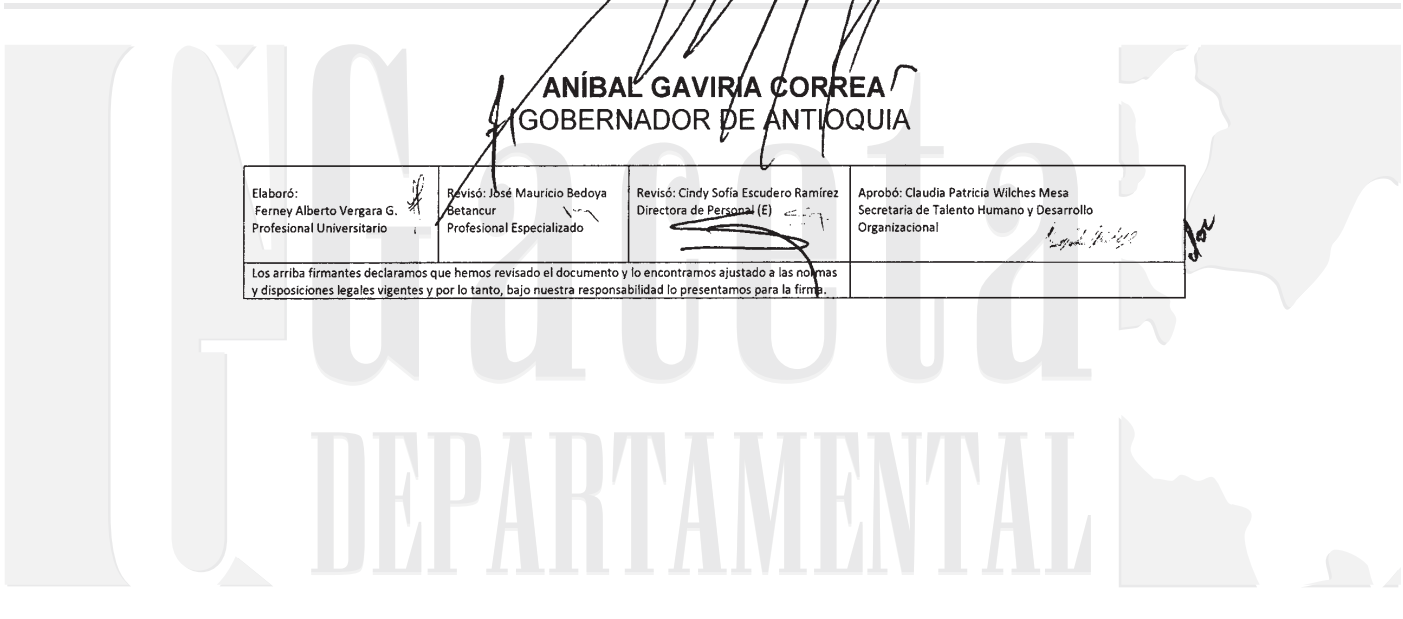 ANÍBAL GAVIRIA CORREA
GOBERNADOR DE ANTIOQUIA
Elaboró:
Ferney Alberto Vergara G.
Profesional Universitario
Revisó: José Mauricio Bedoya
Betancur
Profesional Especializado
Revisó: Cindy Sofía Escudero Ramírez
Directora de Personal (E)
Aprobó: Claudia Patricia Wilches Mesa
Secretaria de Talento Humano y Desarrollo
Organizacional
Los arriba firmantes declaramos que hemos revisado el documento y lo encontramos ajustado a las normas
y disposiciones legales vigentes y por lo tanto, bajo nuestra responsabilidad lo presentamos para la firma.
Gaceta
DEPARTAMENTAL